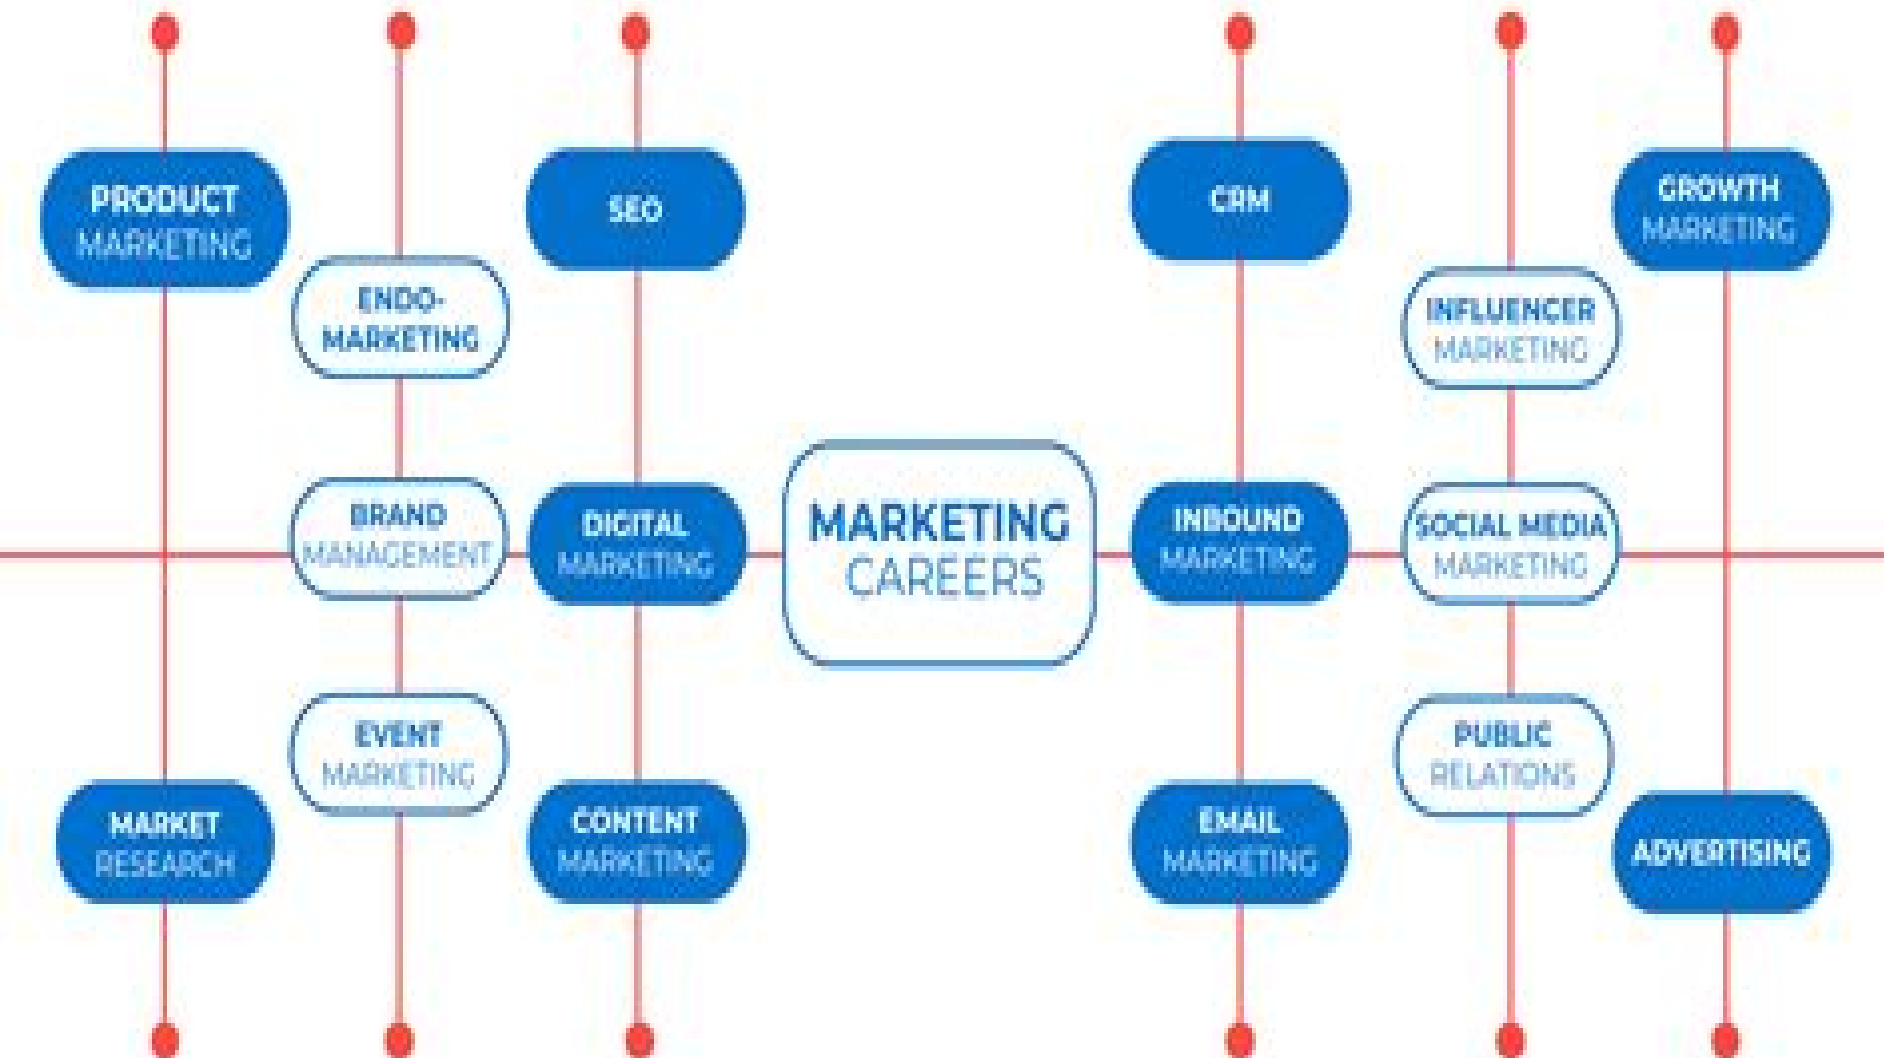 PRODUCT
MARKETING
ENDO-
MARKETING
SEO
CRM
INFLUENCER
MARKETING
GROWTH
MARKETING
BRAND
MANAGEMENT
DIGITAL
MARKETING
MARKETING
CAREERS
INBOUND
MARKETING
SOCIAL MEDIA
MARKETING
MARKET
RESEARCH
EVENT
MARKETING
CONTENT
MARKETING
EMAIL
MARKETING
PUBLIC
RELATIONS
ADVERTISING